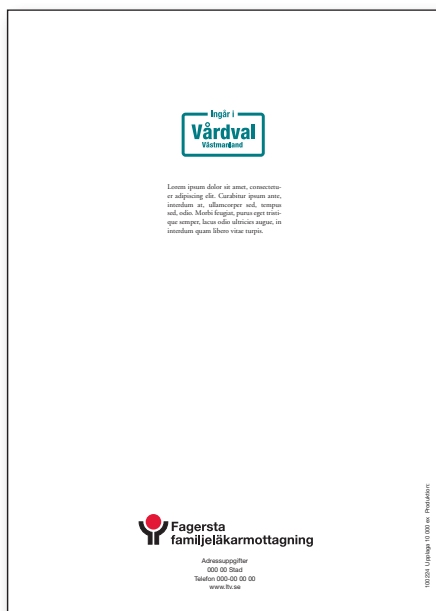 Ingår i
Vårdval
Västmanland
Lorem ipsum dolor sit amet, consectetu-
er adipiscing elit. Curabitur ipsum ante,
interdum at, ullamcorper sed, tempus
sed, odio. Morbi feugiat, purus eget tristi-
que semper, lacus odio ultricies augue, in
interdum quam libero vitae turpis.
Fagersta
familjeläkarmottagning
Adressuppgifter
000 00 Stad
Telefon 000-00 00 00
www.ltv.se
100224 Upplaga 10 000 ex Produktion: